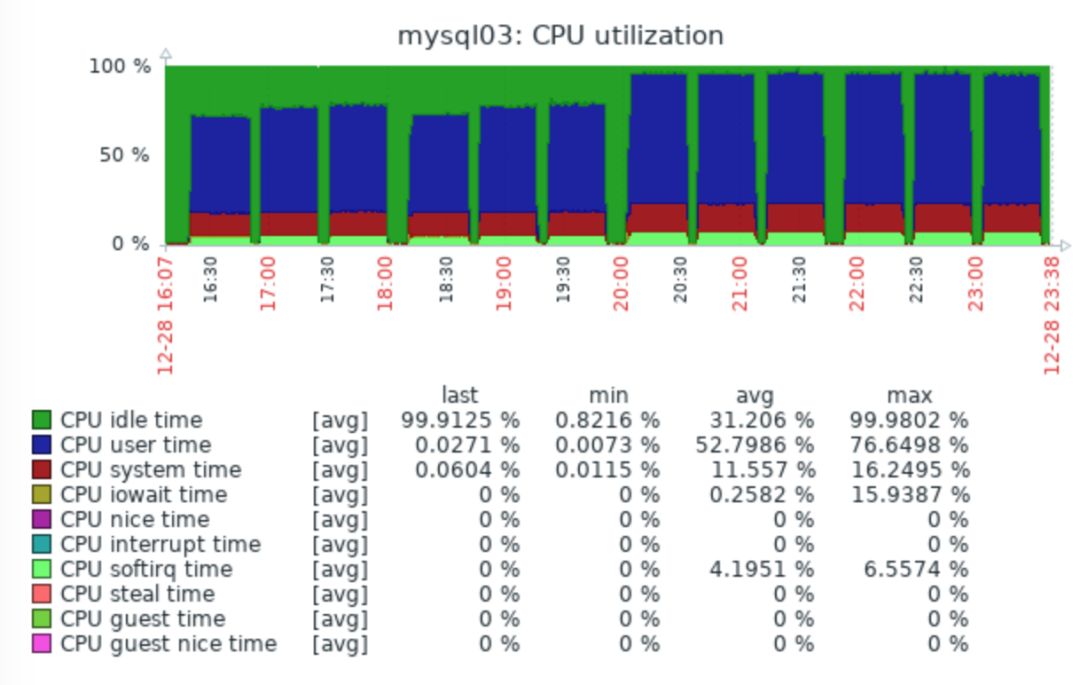 mysql03: CPU utilization
100 %
50 %
0 %
12-28 16:07
16:30
17:00
17:30
18:00
18:30
19:00
19:30
20:00
20:30
21:00
21:30
22:00
22:30
23:00
12-28 23:38
last min avg max
CPU idle time [avg] 99.9125 % 0.8216 % 31.206 % 99.9802 %
CPU user time [avg] 0.0271 % 0.0073 % 52.7986 % 76.6498 %
CPU system time [avg] 0.0604 % 0.0115 % 11.557 % 16.2495 %
CPU iowait time [avg] 0 % 0 % 0.2582 % 15.9387 %
CPU nice time [avg] 0 % 0 % 0 % 0 %
CPU interrupt time [avg] 0 % 0 % 0 % 0 %
CPU softirq time [avg] 0 % 0 % 4.1951 % 6.5574 %
CPU steal time [avg] 0 % 0 % 0 % 0 %
CPU guest time [avg] 0 % 0 % 0 % 0 %
CPU guest nice time [avg] 0 % 0 % 0 % 0 %